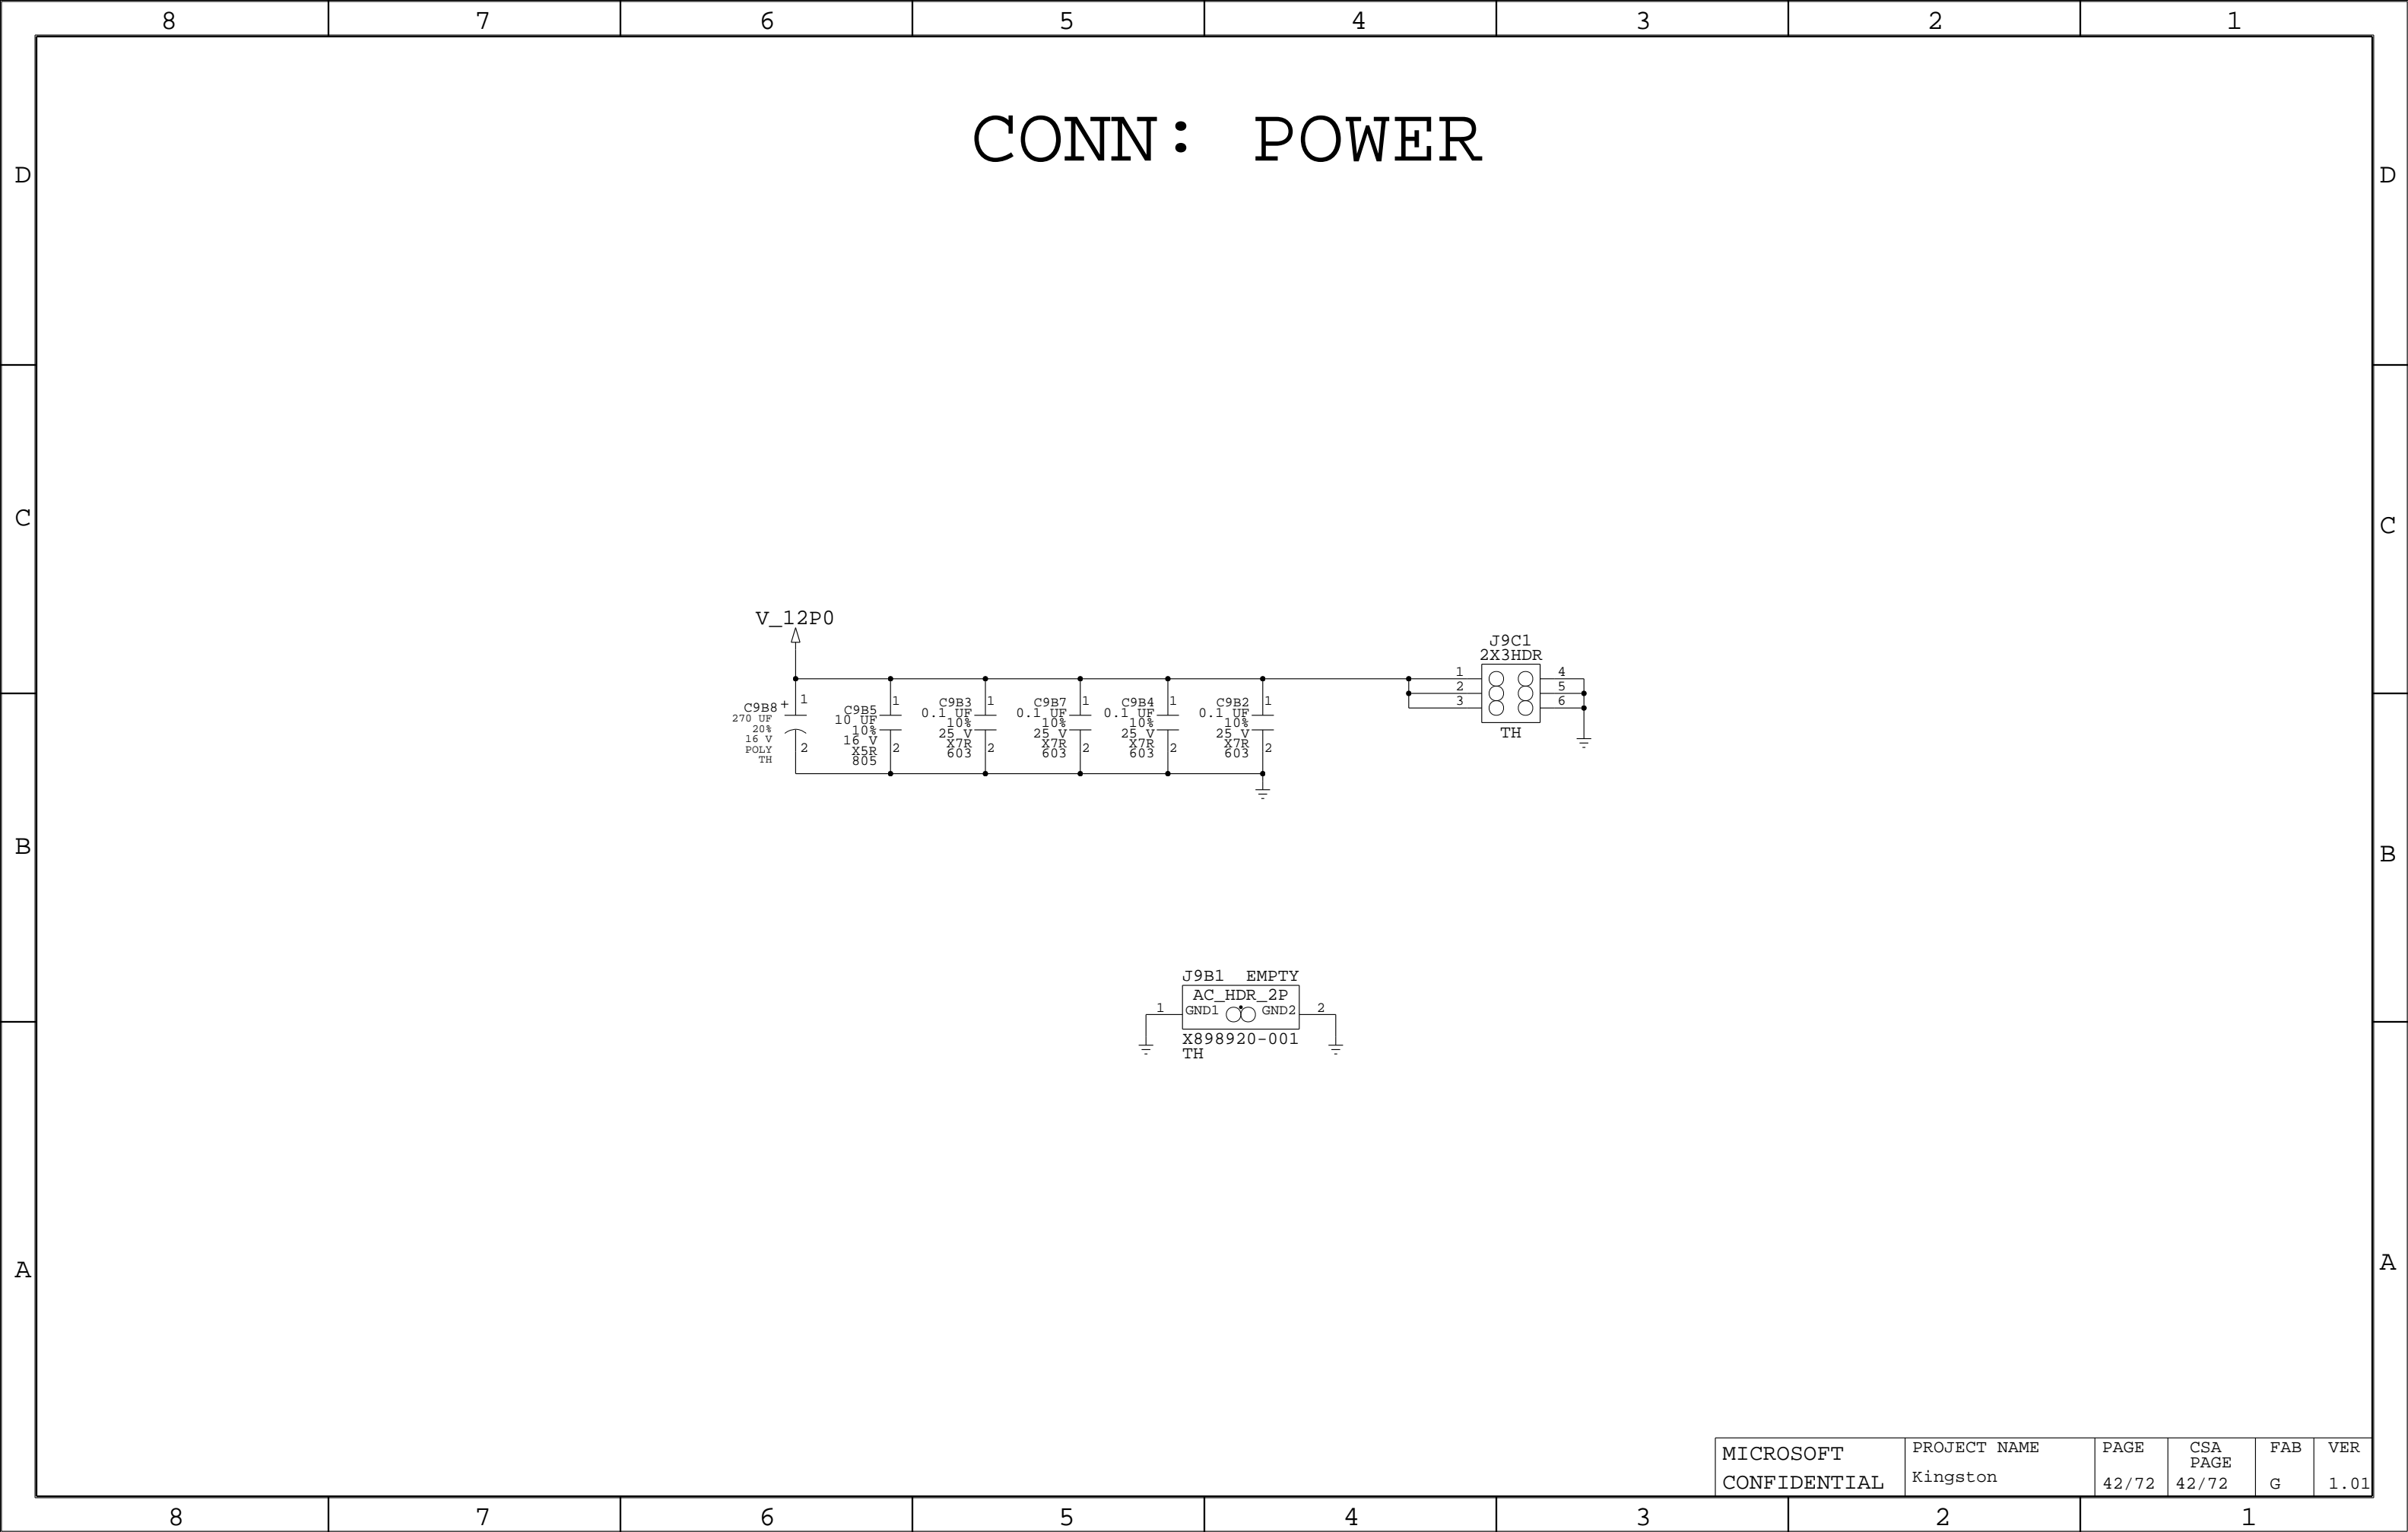 8 7 6 5 4 3 2 1
CONN: POWER
D D
C C
V_12P0
J9C1
2X3HDR
1 4
2 5
3 6
TH
C9B8 + 1
270 UF
20%
16 V
POLY
TH
2
C9B5 1
10 UF
10%
16 V
X5R
805
2
C9B3 1
0.1 UF
10%
25 V
X7R
603
2
C9B7 1
0.1 UF
10%
25 V
X7R
603
2
C9B4 1
0.1 UF
10%
25 V
X7R
603
2
C9B2 1
0.1 UF
10%
25 V
X7R
603
2
B B
J9B1 EMPTY
AC_HDR_2P
1 GND1 GND2 2
X898920-001
TH
A A
MICROSOFT
CONFIDENTIAL
PROJECT NAME
Kingston
PAGE
42/72
CSA
PAGE
42/72
FAB
G
VER
1.01
8 7 6 5 4 3 2 1